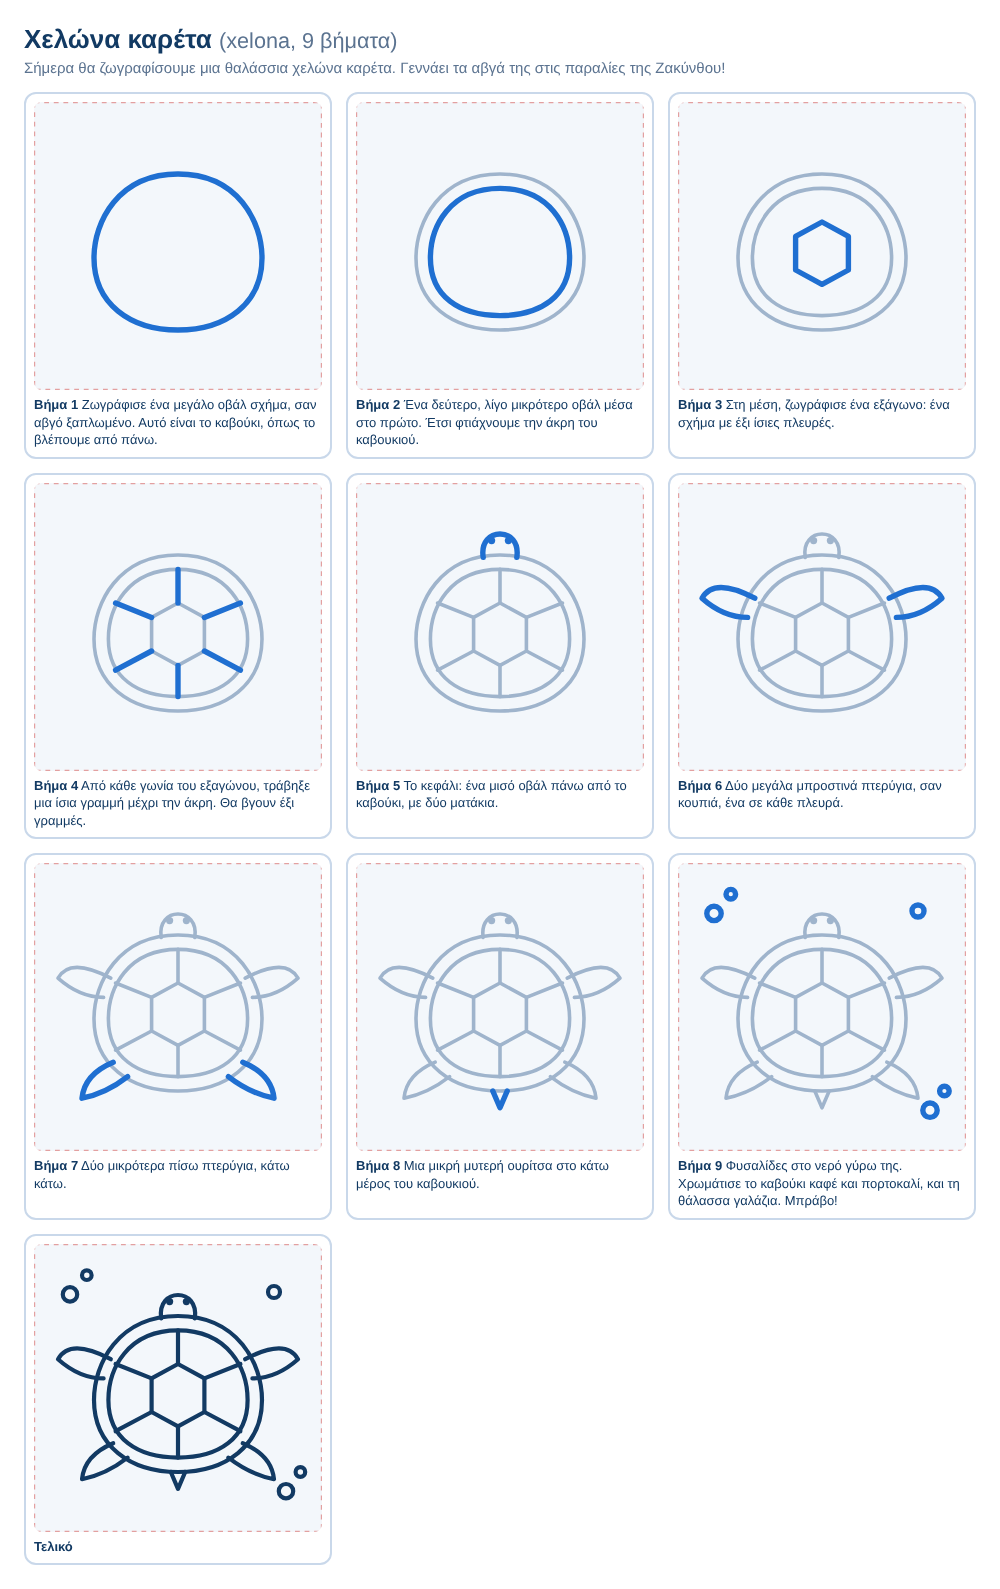 Χελώνα καρέτα (xelona, 9 βήματα)
Σήμερα θα ζωγραφίσουμε μια θαλάσσια χελώνα καρέτα. Γεννάει τα αβγά της στις παραλίες της Ζακύνθου!
Βήμα 1 Ζωγράφισε ένα μεγάλο οβάλ σχήμα, σαν
αβγό ξαπλωμένο. Αυτό είναι το καβούκι, όπως το
βλέπουμε από πάνω.
Βήμα 2 Ένα δεύτερο, λίγο μικρότερο οβάλ μέσα
στο πρώτο. Έτσι φτιάχνουμε την άκρη του
καβουκιού.
Βήμα 3 Στη μέση, ζωγράφισε ένα εξάγωνο: ένα
σχήμα με έξι ίσιες πλευρές.
Βήμα 4 Από κάθε γωνία του εξαγώνου, τράβηξε
μια ίσια γραμμή μέχρι την άκρη. Θα βγουν έξι
γραμμές.
Βήμα 5 Το κεφάλι: ένα μισό οβάλ πάνω από το
καβούκι, με δύο ματάκια.
Βήμα 6 Δύο μεγάλα μπροστινά πτερύγια, σαν
κουπιά, ένα σε κάθε πλευρά.
Βήμα 7 Δύο μικρότερα πίσω πτερύγια, κάτω
κάτω.
Βήμα 8 Μια μικρή μυτερή ουρίτσα στο κάτω
μέρος του καβουκιού.
Βήμα 9 Φυσαλίδες στο νερό γύρω της.
Χρωμάτισε το καβούκι καφέ και πορτοκαλί, και τη
θάλασσα γαλάζια. Μπράβο!
Τελικό